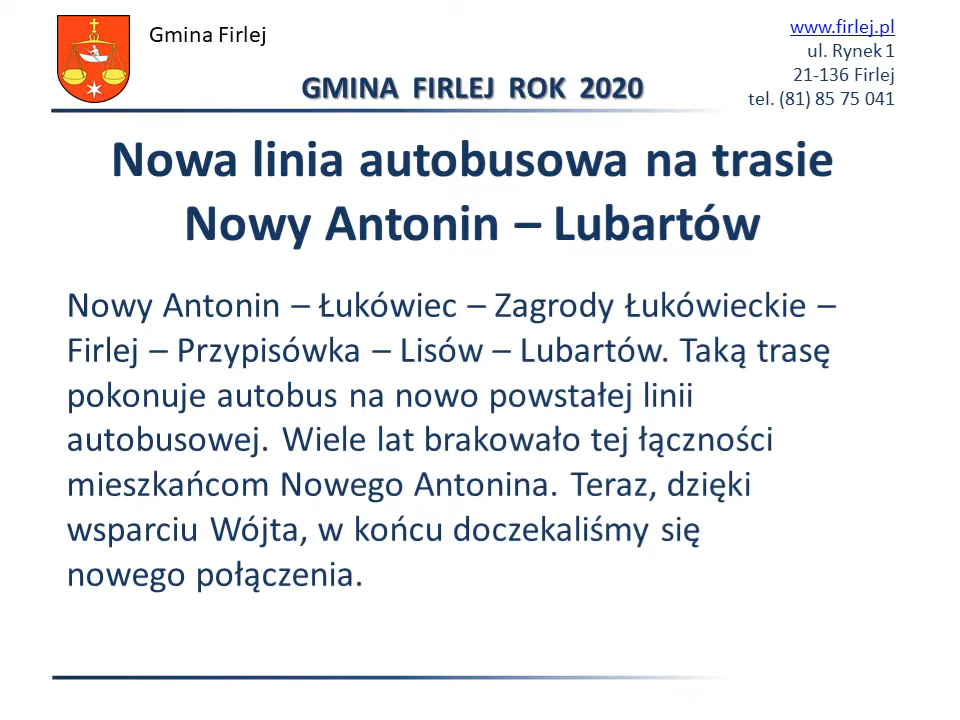 Gmina Firlej
www.firlej.pl
ul. Rynek 1
21-136 Firlej
tel. (81) 85 75 041
GMINA FIRLEJ ROK 2020
Nowa linia autobusowa na trasie
Nowy Antonin – Lubartów
Nowy Antonin – Łukówiec – Zagrody Łukówieckie –
Firlej – Przypisówka – Lisów – Lubartów. Taką trasę
pokonuje autobus na nowo powstałej linii
autobusowej. Wiele lat brakowało tej łączności
mieszkańcom Nowego Antonina. Teraz, dzięki
wsparciu Wójta, w końcu doczekaliśmy się
nowego połączenia.